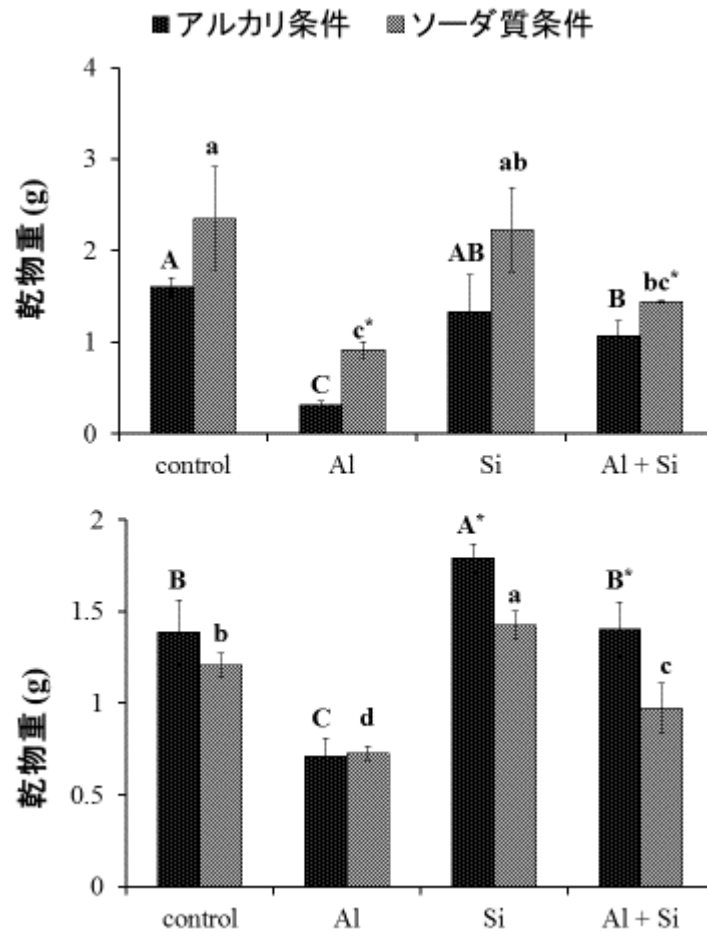 ■アルカリ条件 ■ソーダ質条件
4
3
2
1
0
乾物重 (g)
A
a
C
c*
AB
ab
B
bc*
control Al Si Al + Si
2
1.5
1
0.5
0
乾物重 (g)
B
b
C
d
A*
a
B*
c
control Al Si Al + Si